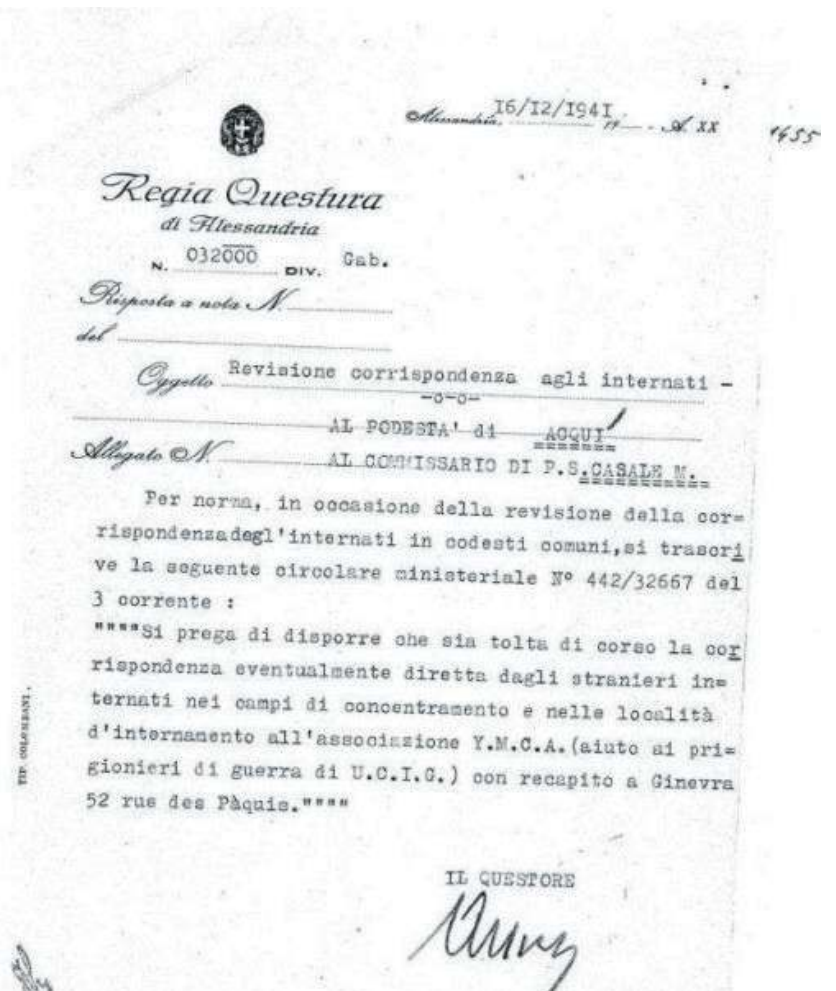 Alessandria, 16/12/1941 19 - A. XX
1455
Regia Questura
di Alessandria
N. 032000 DIV. Gab.
Risposta a nota N.
del
Oggetto Revisione corrispondenza agli internati -
-o-o-
AL PODESTA' di ACQUI
Allegato N. AL COMMISSARIO DI P.S. CASALE M.
Per norma, in occasione della revisione della cor=
rispondenzadegl'internati in codesti comuni,si trascri
ve la seguente circolare ministeriale Nº 442/32667 del
3 corrente :
""""Si prega di disporre che sia tolta di corso la cor
rispondenza eventualmente diretta dagli stranieri in=
ternati nei campi di concentramento e nelle località
d'internamento all'associazione Y.M.C.A.(aiuto ai pri=
gionieri di guerra di U.C.I.G.) con recapito a Ginevra
52 rue des Pàquis.""""
IL QUESTORE
TIP. COLOMBANI.